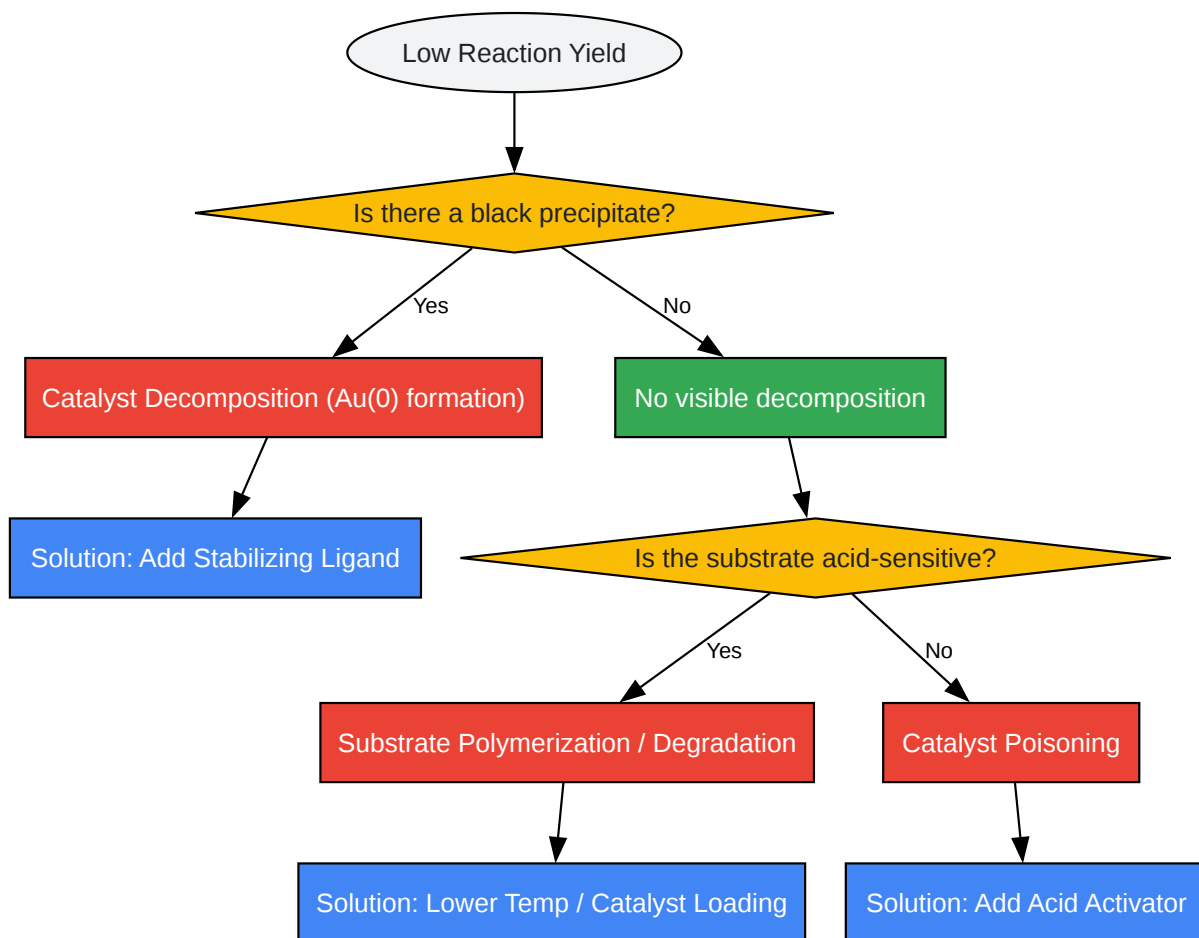 Low Reaction Yield
Is there a black precipitate?
Yes
No
Catalyst Decomposition (Au(0) formation)
No visible decomposition
Solution: Add Stabilizing Ligand
Is the substrate acid-sensitive?
Yes
No
Substrate Polymerization / Degradation
Catalyst Poisoning
Solution: Lower Temp / Catalyst Loading
Solution: Add Acid Activator